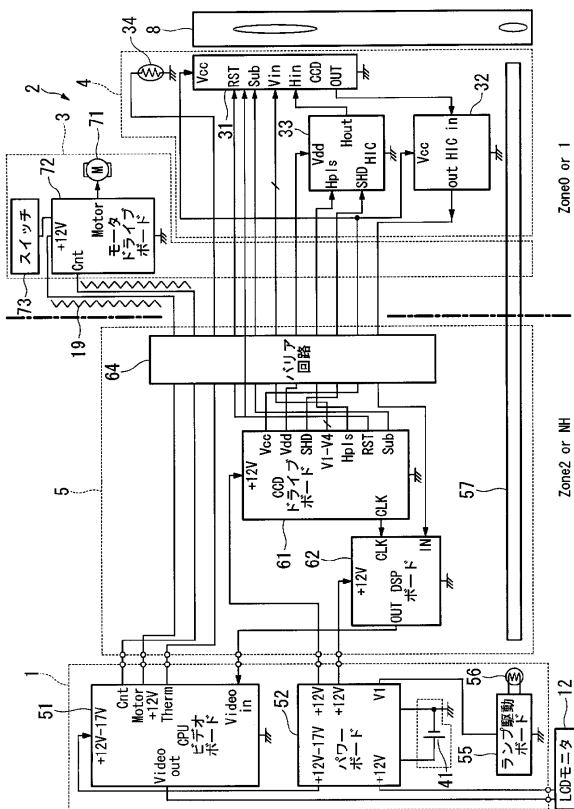 1
51
+12V-17V
Cnt
Motor
+12V
Therm
CPU
ビデオ
ボード
Video
in
Video
out
52
+12V-17V
+12V
+12V
パワー
ボード
+12V
V1
41
55
ランプ駆動
ボード
56
12
LCDモニタ
5
64
バリア
回路
+12V
CCD
ドライブ
ボード
Vcc
Vdd
SHD
V1-V4
Hpls
RST
Sub
CLK
61
62
+12V
CLK
OUT
DSP
ボード
IN
57
Zone2 or NH
19
73
スイッチ
72
+12V
Motor
モータ
ドライブ
ボード
Cnt
3
M
71
2
4
34
8
Vcc
RST
Sub
Vin
Hin
CCD
OUT
31
33
Vdd
Hout
Hpls
SHD
HIC
32
Vcc
in
HIC
out
Zone0 or 1